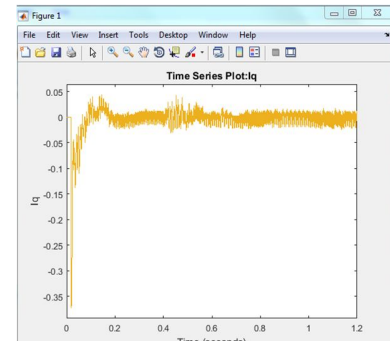 Figure 1
File Edit View Insert Tools Desktop Window Help
Time Series Plot:Iq
0.05
0
-0.05
-0.1
-0.15
-0.2
-0.25
-0.3
-0.35
Iq
0 0.2 0.4 0.6 0.8 1 1.2
Time (seconds)